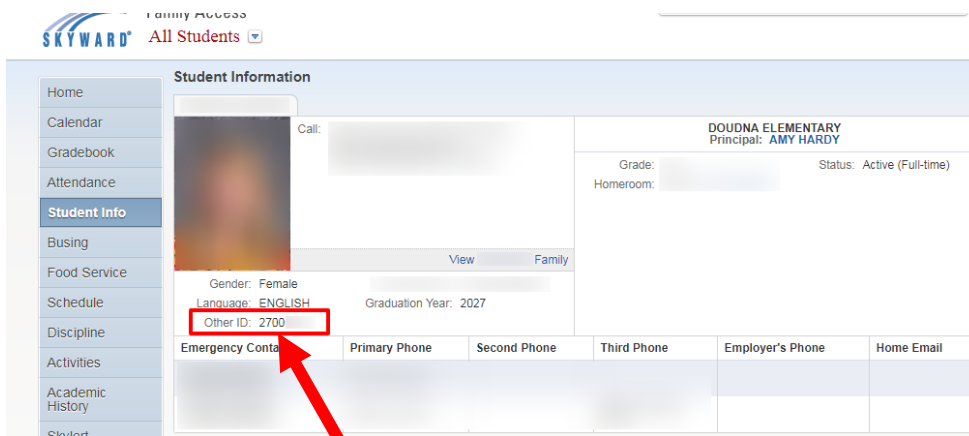 Family Access
SKYWARD®
All Students
Student Information
Home
Calendar
Gradebook
Attendance
Student Info
Busing
Food Service
Schedule
Discipline
Activities
Academic
History
Skylert
Call:
DOUDNA ELEMENTARY
Principal: AMY HARDY
Grade:
Status: Active (Full-time)
Homeroom:
View Family
Gender: Female
Language: ENGLISH
Graduation Year: 2027
Other ID: 2700
Emergency Conta Primary Phone Second Phone Third Phone Employer's Phone Home Email